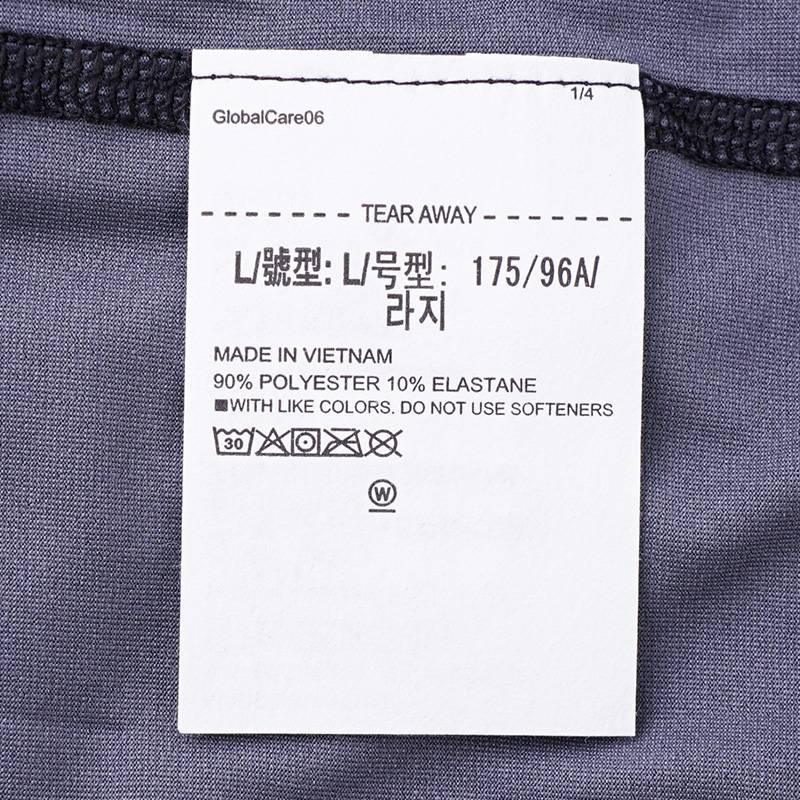 1/4
GlobalCare06
TEAR AWAY
L/號型: L/号型: 175/96A/
라지
MADE IN VIETNAM
90% POLYESTER 10% ELASTANE
WITH LIKE COLORS. DO NOT USE SOFTENERS
30
W